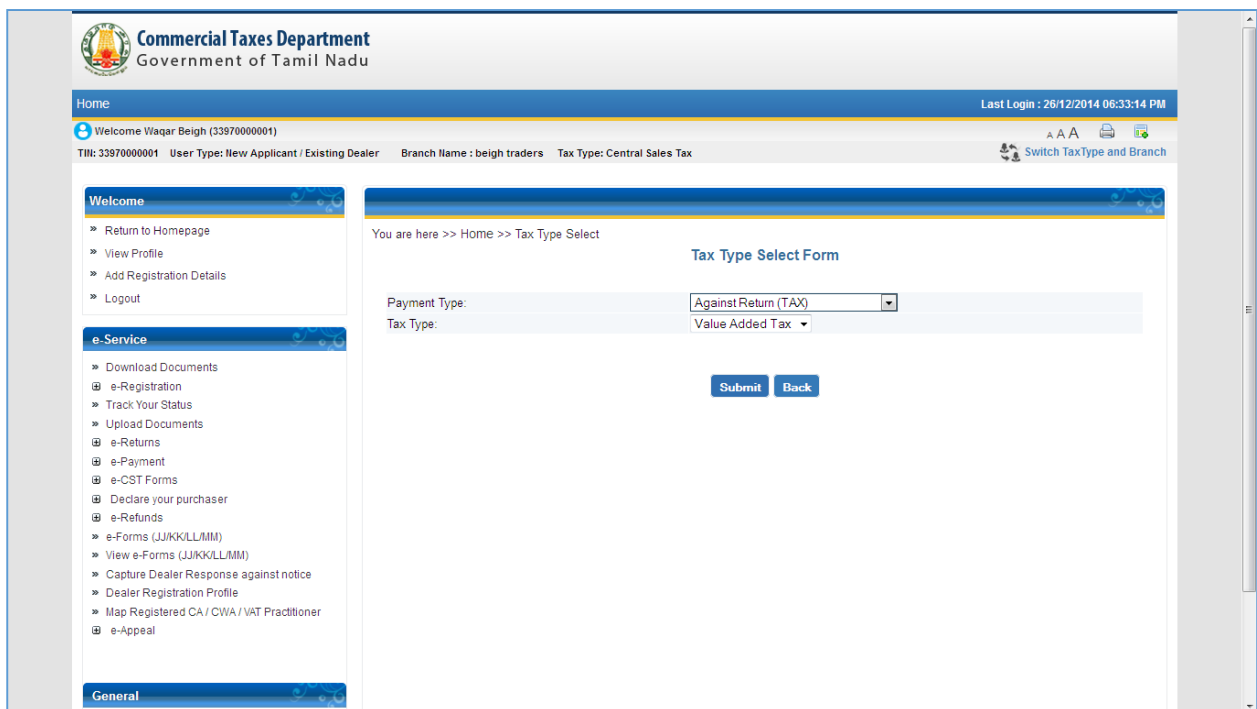 Commercial Taxes Department
Government of Tamil Nadu
Home
Last Login : 26/12/2014 06:33:14 PM
Welcome Waqar Beigh (33970000001)
A A A
TIN: 33970000001 User Type: New Applicant / Existing Dealer Branch Name : beigh traders Tax Type: Central Sales Tax
Switch TaxType and Branch
Welcome
» Return to Homepage
» View Profile
» Add Registration Details
» Logout
e-Service
» Download Documents
e-Registration
» Track Your Status
» Upload Documents
e-Returns
e-Payment
e-CST Forms
Declare your purchaser
e-Refunds
» e-Forms (JJ/KK/LL/MM)
» View e-Forms (JJ/KK/LL/MM)
» Capture Dealer Response against notice
» Dealer Registration Profile
» Map Registered CA / CWA / VAT Practitioner
e-Appeal
General
You are here >> Home >> Tax Type Select
Tax Type Select Form
Payment Type: Against Return (TAX)
Tax Type: Value Added Tax
Submit Back